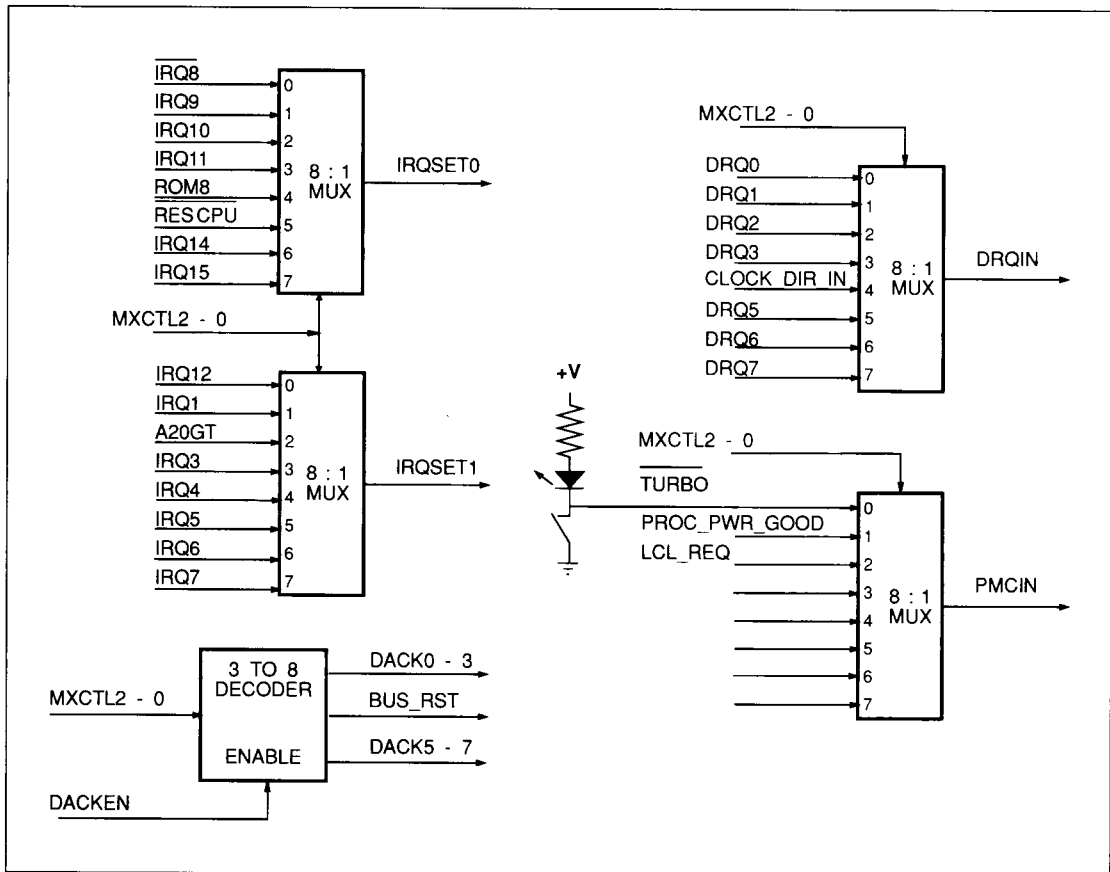 IRQ8
IRQ9
IRQ10
IRQ11
ROM8
RESCPU
IRQ14
IRQ15
0
1
2
3
4
5
6
7
8 : 1
MUX
IRQSET0
MXCTL2 - 0
IRQ12
IRQ1
A20GT
IRQ3
IRQ4
IRQ5
IRQ6
IRQ7
0
1
2
3
4
5
6
7
8 : 1
MUX
IRQSET1
MXCTL2 - 0
3 TO 8
DECODER
ENABLE
DACK0 - 3
BUS_RST
DACK5 - 7
DACKEN
MXCTL2 - 0
DRQ0
DRQ1
DRQ2
DRQ3
CLOCK_DIR_IN
DRQ5
DRQ6
DRQ7
0
1
2
3
4
5
6
7
8 : 1
MUX
DRQIN
+V
MXCTL2 - 0
TURBO
PROC_PWR_GOOD
LCL_REQ
0
1
2
3
4
5
6
7
8 : 1
MUX
PMCIN